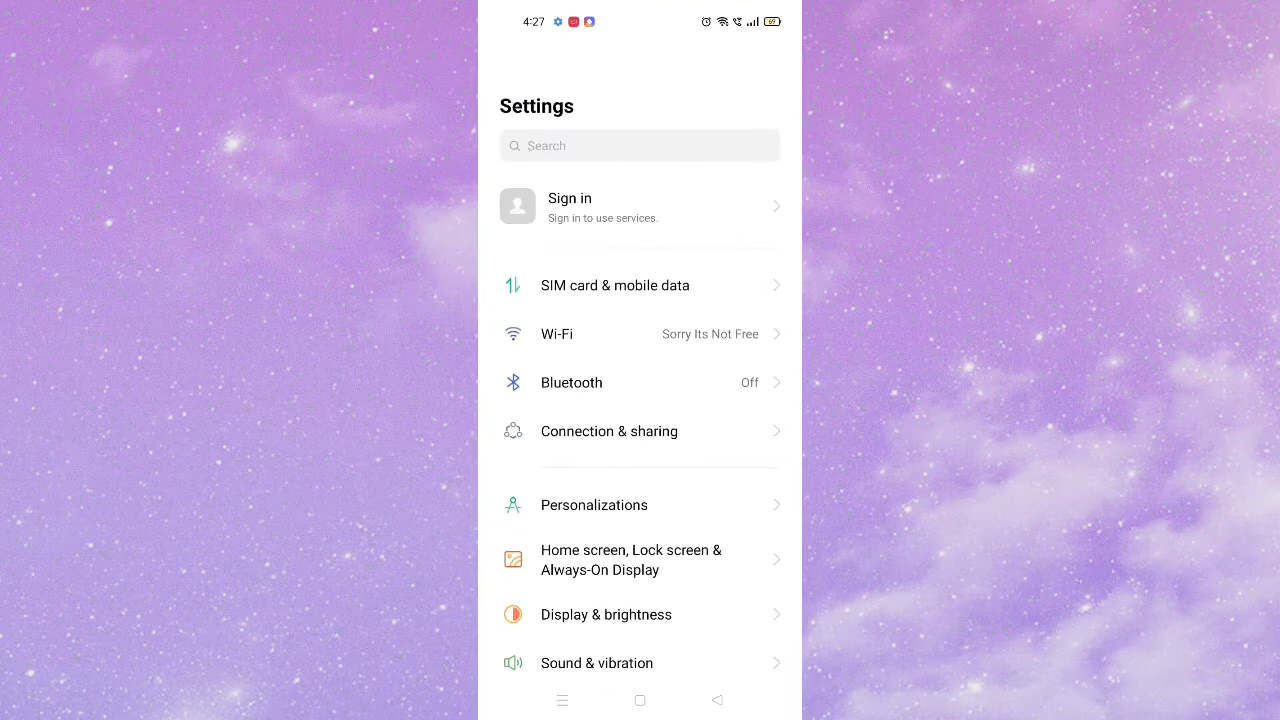 4:27
69
Settings
Search
Sign in
Sign in to use services.
SIM card & mobile data
Wi-Fi Sorry Its Not Free
Bluetooth Off
Connection & sharing
Personalizations
Home screen, Lock screen &
Always-On Display
Display & brightness
Sound & vibration